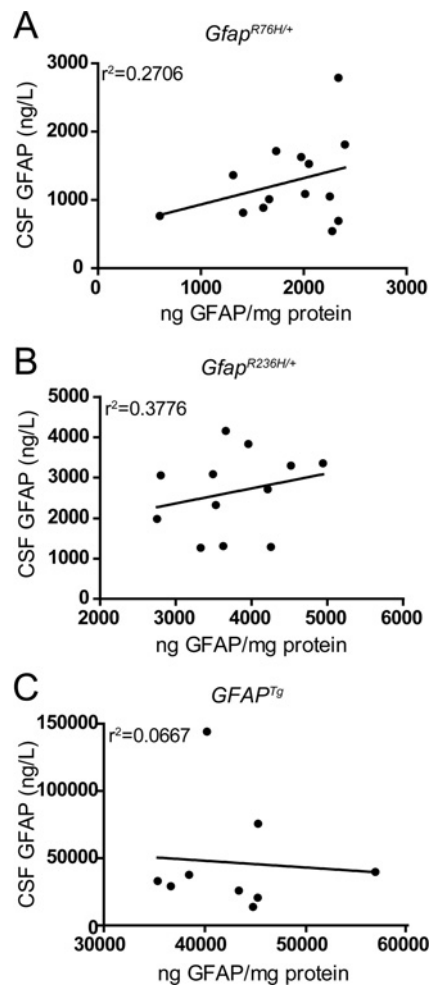 A
Gfap^R76H/+
r²=0.2706
CSF GFAP (ng/L)
3000
2000
1000
0
0 1000 2000 3000
ng GFAP/mg protein
B
Gfap^R236H/+
r²=0.3776
CSF GFAP (ng/L)
5000
4000
3000
2000
1000
0
2000 3000 4000 5000 6000
ng GFAP/mg protein
C
GFAP^Tg
r²=0.0667
CSF GFAP (ng/L)
150000
100000
50000
0
30000 40000 50000 60000
ng GFAP/mg protein